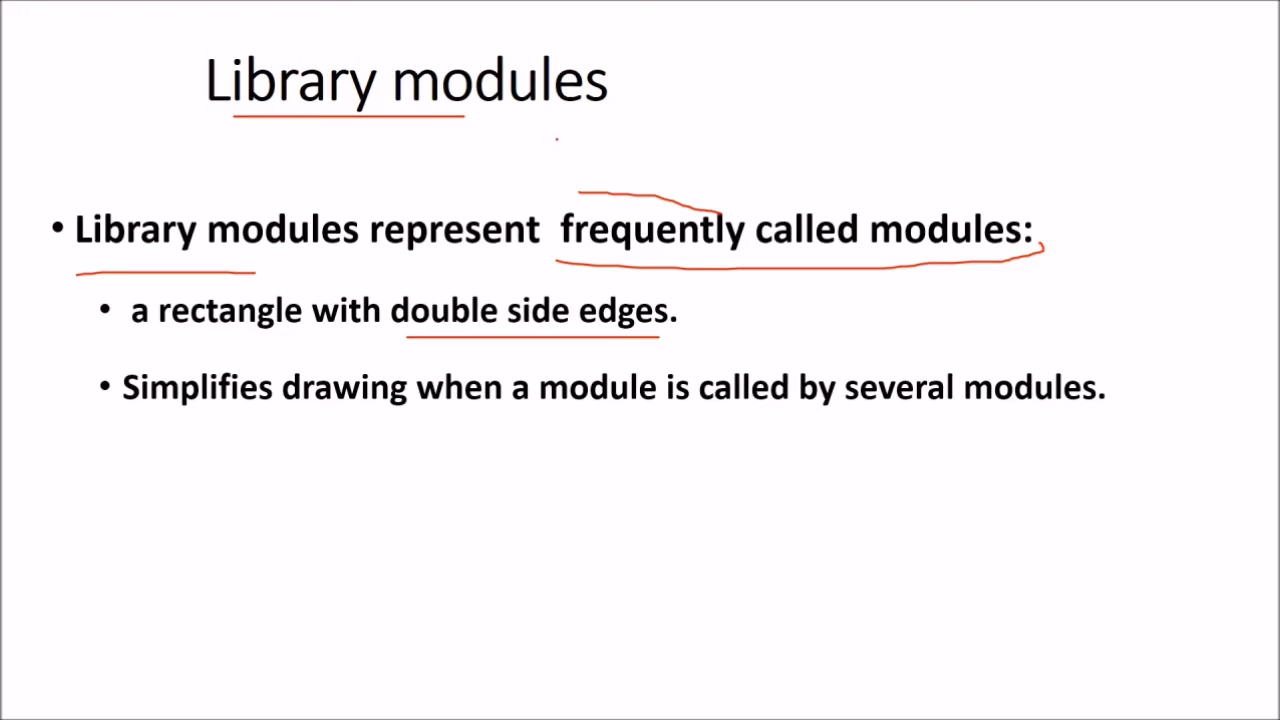 Library modules
• Library modules represent frequently called modules:
• a rectangle with double side edges.
• Simplifies drawing when a module is called by several modules.